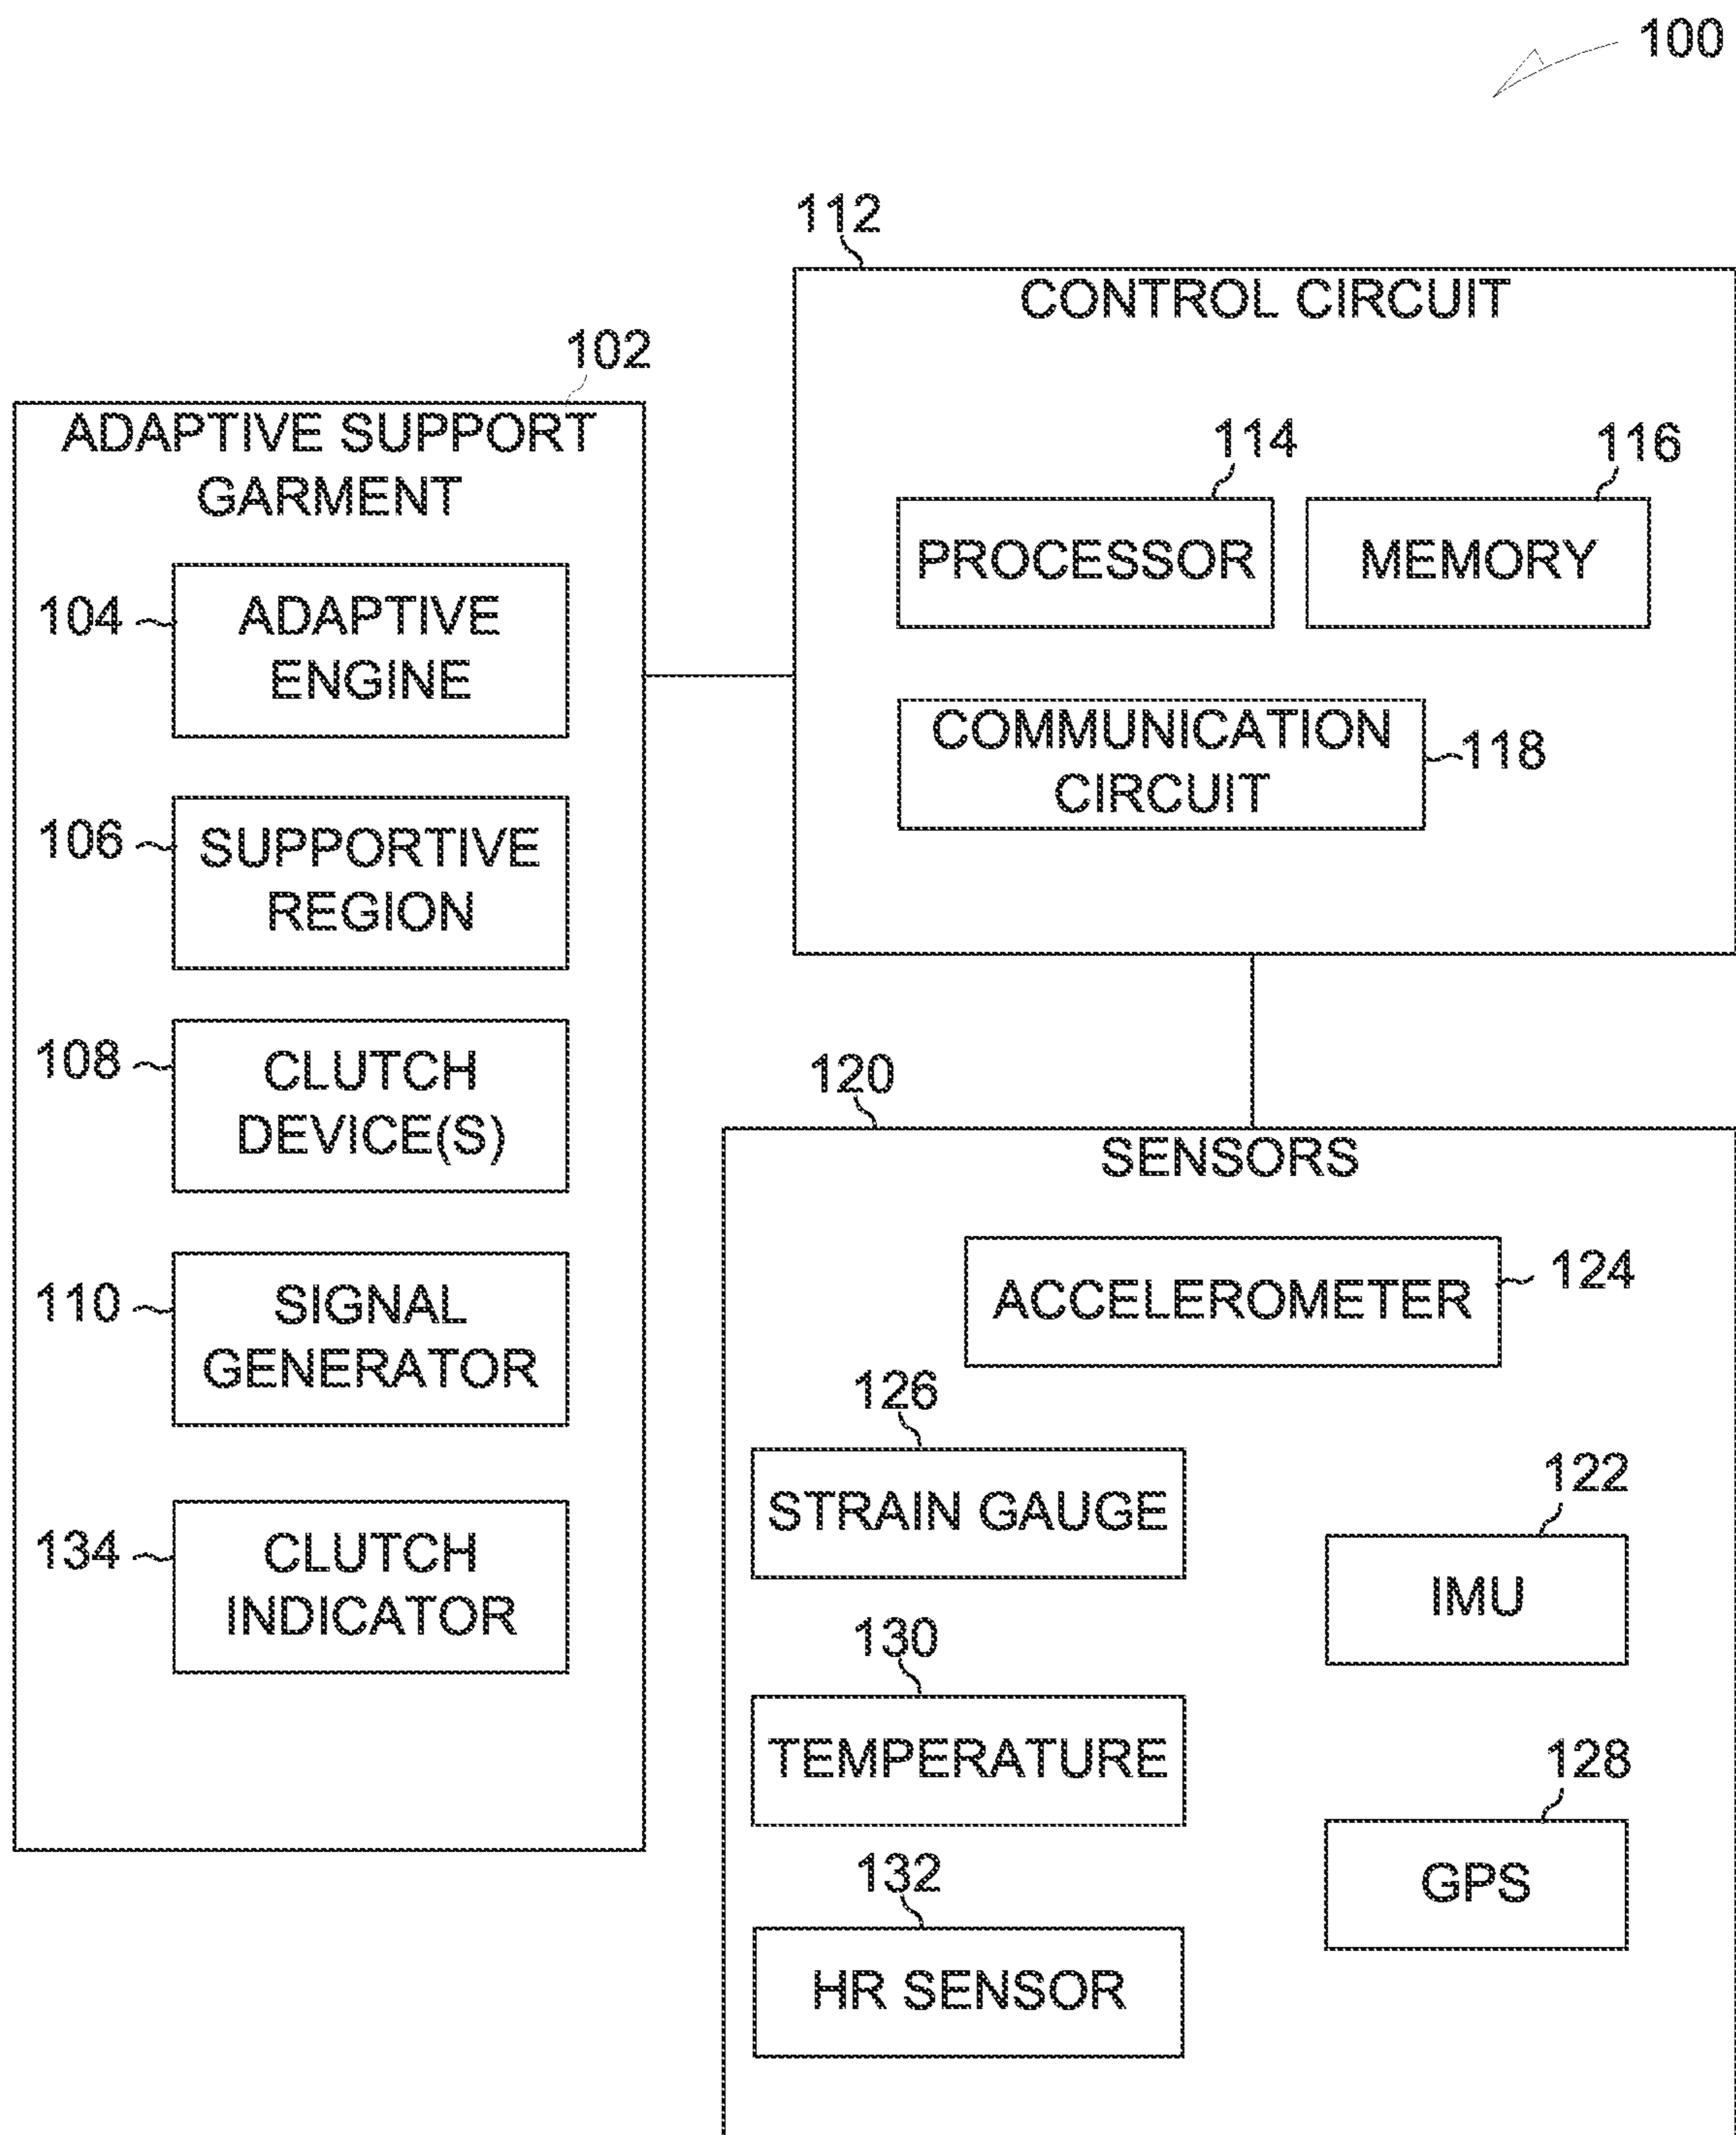 100
112
CONTROL CIRCUIT
114
116
PROCESSOR
MEMORY
COMMUNICATION
CIRCUIT
118
102
ADAPTIVE SUPPORT
GARMENT
104
ADAPTIVE
ENGINE
106
SUPPORTIVE
REGION
108
CLUTCH
DEVICE(S)
110
SIGNAL
GENERATOR
134
CLUTCH
INDICATOR
120
SENSORS
ACCELEROMETER
124
126
STRAIN GAUGE
122
IMU
130
TEMPERATURE
128
GPS
132
HR SENSOR